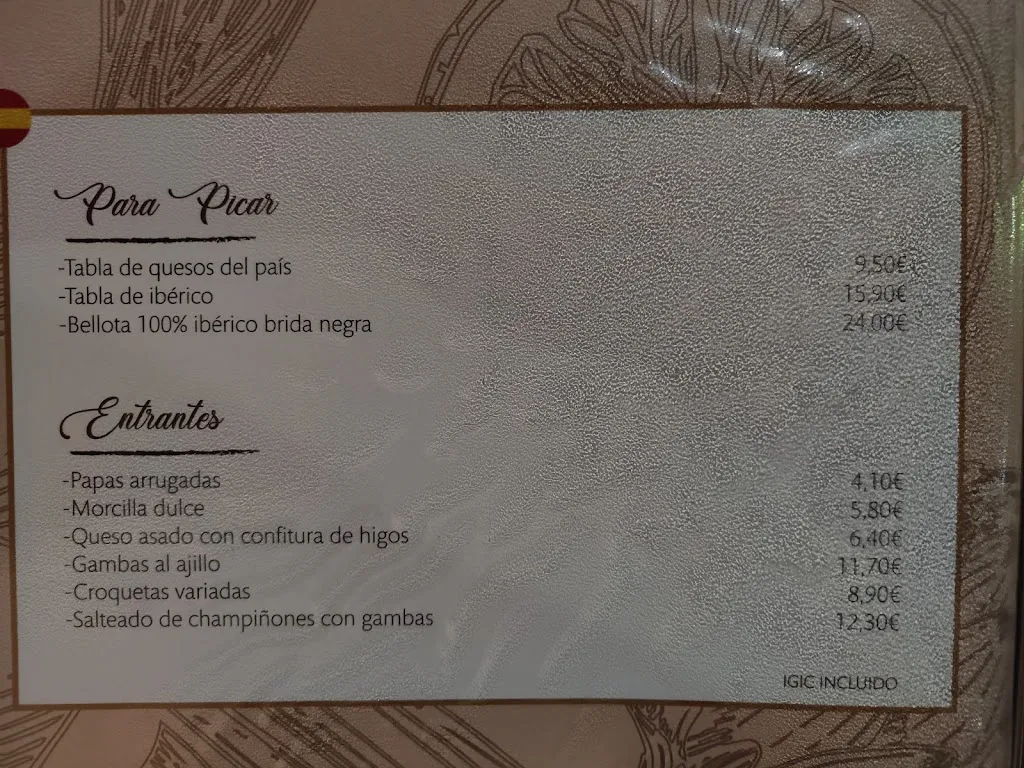 Para Picar
-Tabla de quesos del país 9,50€
-Tabla de ibérico 15,90€
-Bellota 100% ibérico brida negra 24,00€
Entrantes
-Papas arrugadas 4,10€
-Morcilla dulce 5,80€
-Queso asado con confitura de higos 6,40€
-Gambas al ajillo 11,70€
-Croquetas variadas 8,90€
-Salteado de champiñones con gambas 12,30€
IGIC INCLUIDO